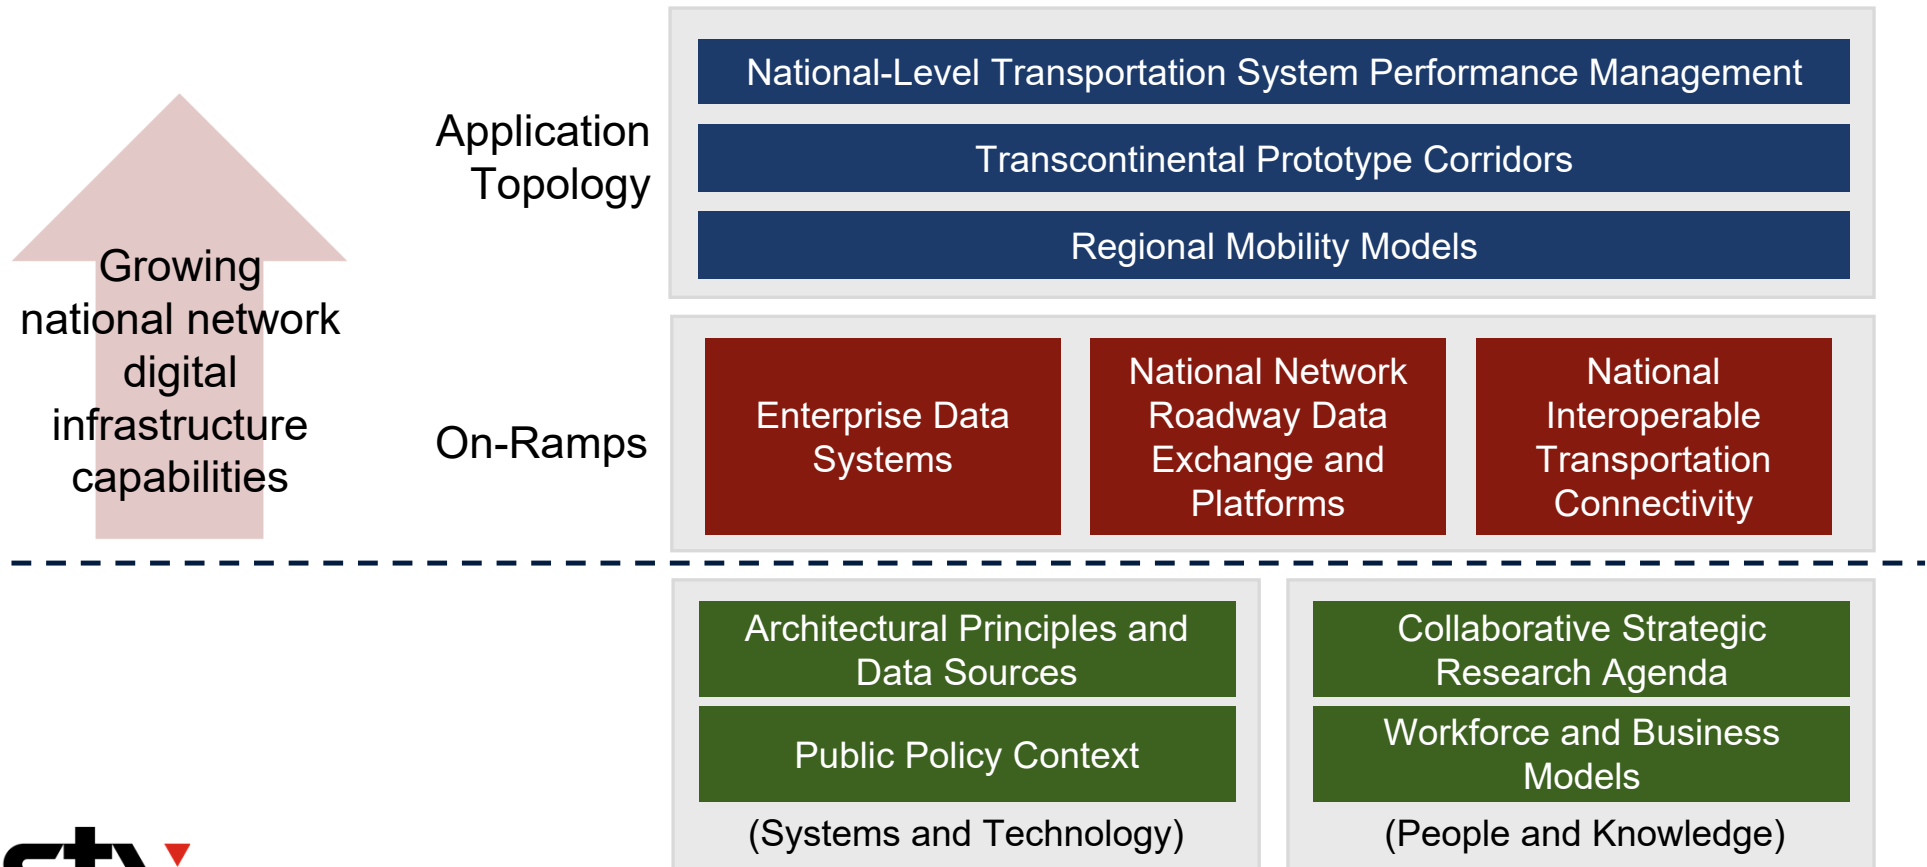 National-Level Transportation System Performance Management
Application
Topology
Transcontinental Prototype Corridors
Regional Mobility Models
Growing
national network
digital
infrastructure
capabilities
On-Ramps
Enterprise Data
Systems
National Network
Roadway Data
Exchange and
Platforms
National
Interoperable
Transportation
Connectivity
Architectural Principles and
Data Sources
Public Policy Context
(Systems and Technology)
Collaborative Strategic
Research Agenda
Workforce and Business
Models
(People and Knowledge)
stv